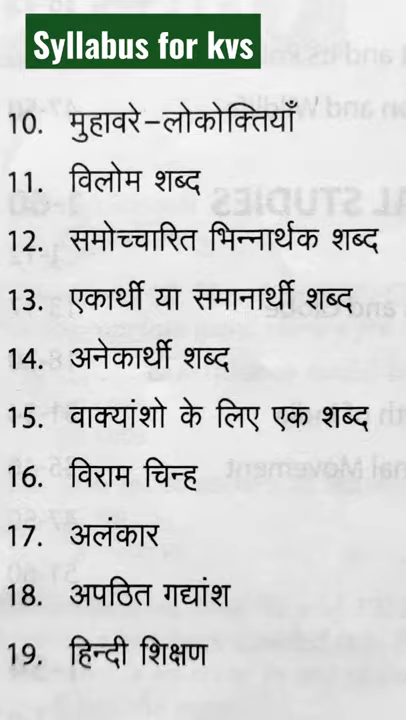 Syllabus for kvs
10. मुहावरे–लोकोक्तियाँ
11. विलोम शब्द
12. समोच्चारित भिन्नार्थक शब्द
13. एकार्थी या समानार्थी शब्द
14. अनेकार्थी शब्द
15. वाक्यांशो के लिए एक शब्द
16. विराम चिन्ह
17. अलंकार
18. अपठित गद्यांश
19. हिन्दी शिक्षण